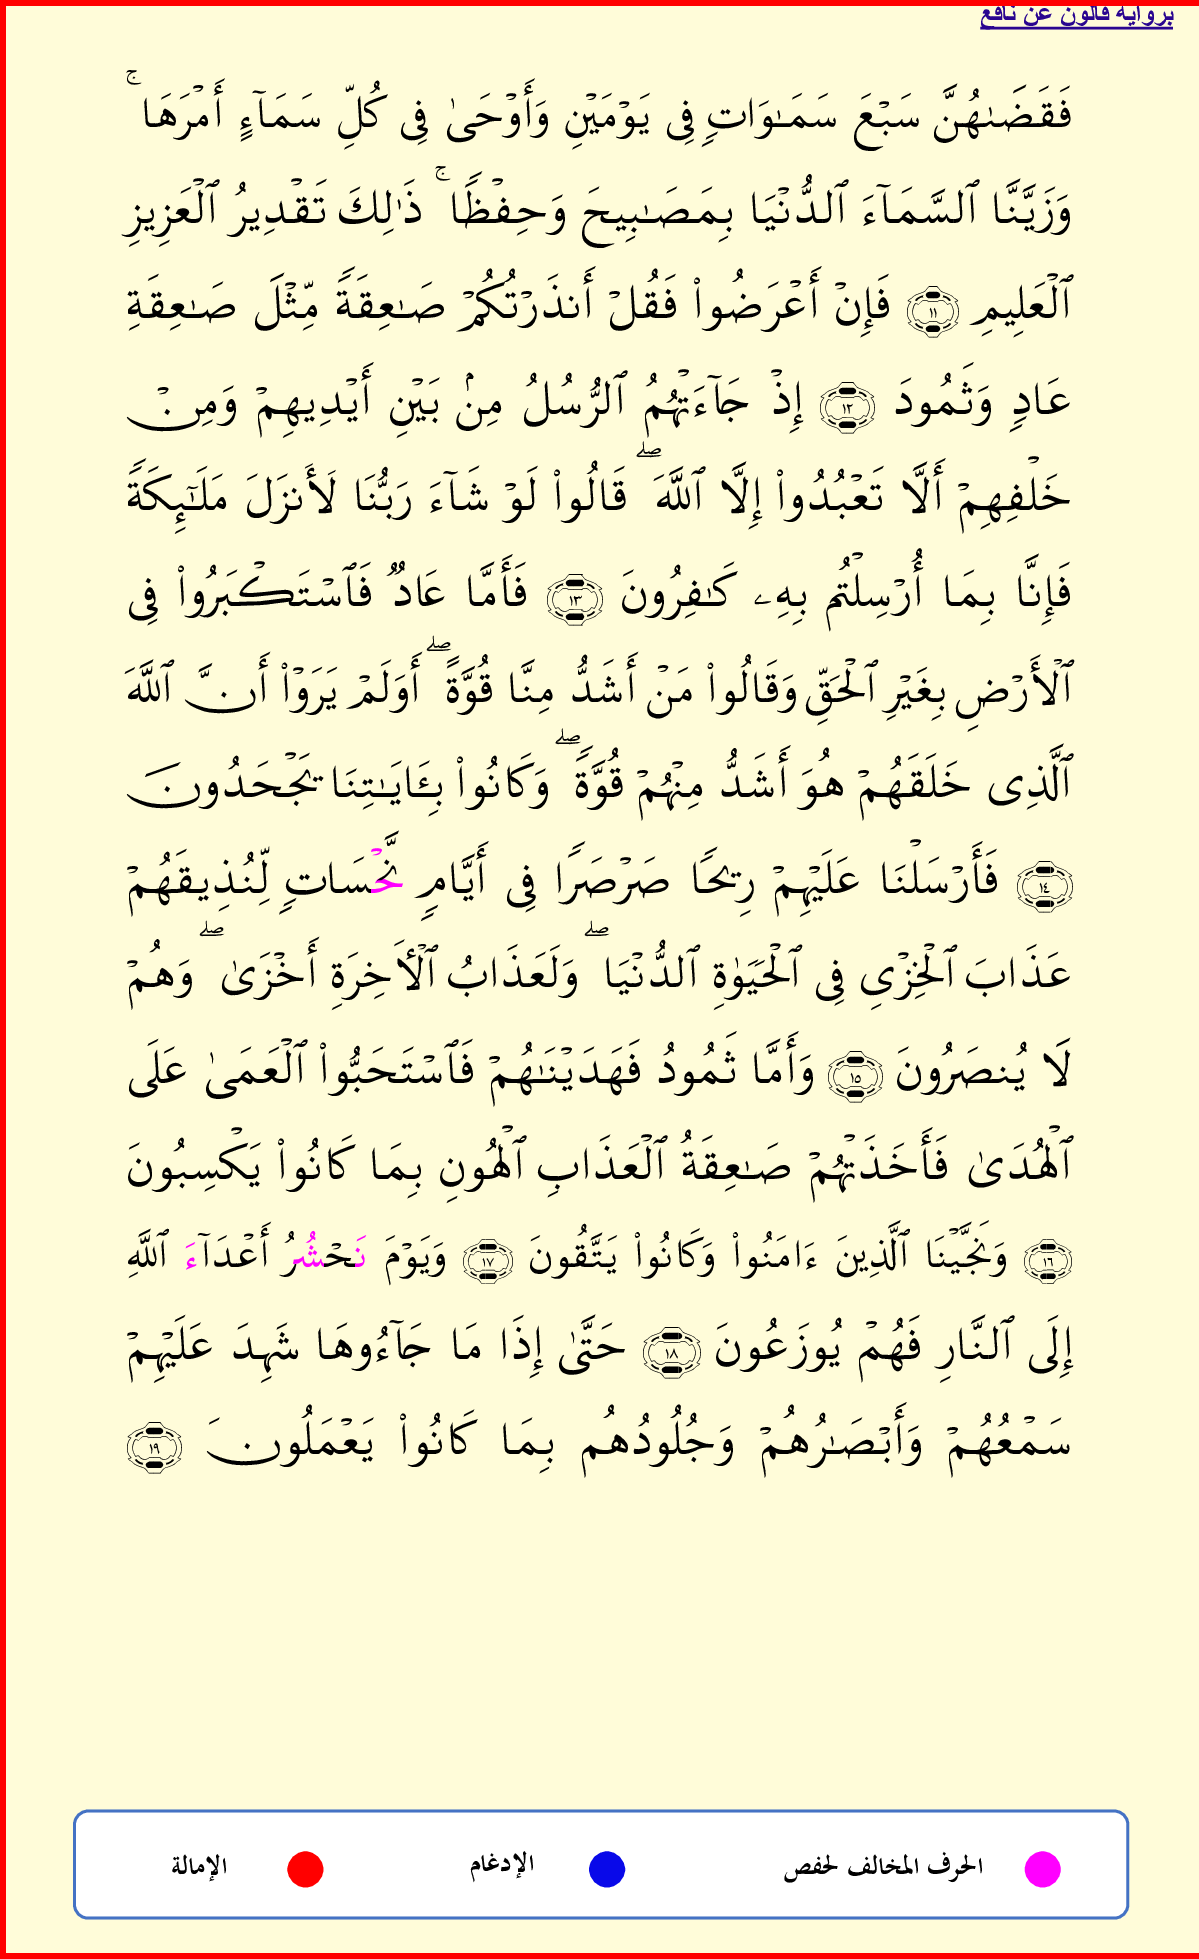 برواية قالون عن نافع
فَقَضَىٰهُنَّ سَبْعَ سَمَٰوَاتٖ فِي يَوْمَيْنِ وَأَوْحَىٰ فِي كُلِّ سَمَآءٍ أَمْرَهَا ۚ
وَزَيَّنَّا ٱلسَّمَآءَ ٱلدُّنْيَا بِمَصَٰبِيحَ وَحِفْظٗا ۚ ذَٰلِكَ تَقْدِيرُ ٱلْعَزِيزِ
ٱلْعَلِيمِ ١١ فَإِنْ أَعْرَضُواْ فَقُلْ أَنذَرْتُكُمْ صَٰعِقَةٗ مِّثْلَ صَٰعِقَةِ
عَادٖ وَثَمُودَ ١٢ إِذْ جَآءَتْهُمُ ٱلرُّسُلُ مِنۢ بَيْنِ أَيْدِيهِمْ وَمِنْ
خَلْفِهِمْ أَلَّا تَعْبُدُواْ إِلَّا ٱللَّهَ ۖ قَالُواْ لَوْ شَآءَ رَبُّنَا لَأَنزَلَ مَلَٰٓئِكَةٗ
فَإِنَّا بِمَا أُرْسِلْتُم بِهِۦ كَٰفِرُونَ ١٣ فَأَمَّا عَادٞ فَٱسْتَكْبَرُواْ فِي
ٱلْأَرْضِ بِغَيْرِ ٱلْحَقِّ وَقَالُواْ مَنْ أَشَدُّ مِنَّا قُوَّةً ۖ أَوَلَمْ يَرَوْاْ أَنَّ ٱللَّهَ
ٱلَّذِي خَلَقَهُمْ هُوَ أَشَدُّ مِنْهُمْ قُوَّةٗ ۖ وَكَانُواْ بِـَٔايَٰتِنَا يَجْحَدُونَ
١٤ فَأَرْسَلْنَا عَلَيْهِمْ رِيحٗا صَرْصَرٗا فِي أَيَّامٖ نَّحْسَاتٖ لِّنُذِيقَهُمْ
عَذَابَ ٱلْخِزْيِ فِي ٱلْحَيَوٰةِ ٱلدُّنْيَا ۖ وَلَعَذَابُ ٱلْأٓخِرَةِ أَخْزَىٰ ۖ وَهُمْ
لَا يُنصَرُونَ ١٥ وَأَمَّا ثَمُودُ فَهَدَيْنَٰهُمْ فَٱسْتَحَبُّواْ ٱلْعَمَىٰ عَلَى
ٱلْهُدَىٰ فَأَخَذَتْهُمْ صَٰعِقَةُ ٱلْعَذَابِ ٱلْهُونِ بِمَا كَانُواْ يَكْسِبُونَ
١٦ وَنَجَّيْنَا ٱلَّذِينَ ءَامَنُواْ وَكَانُواْ يَتَّقُونَ ١٧ وَيَوْمَ نَحْشُرُ أَعْدَآءَ ٱللَّهِ
إِلَى ٱلنَّارِ فَهُمْ يُوزَعُونَ ١٨ حَتَّىٰ إِذَا مَا جَآءُوهَا شَهِدَ عَلَيْهِمْ
سَمْعُهُمْ وَأَبْصَٰرُهُمْ وَجُلُودُهُم بِمَا كَانُواْ يَعْمَلُونَ ١٩
الحرف المخالف لحفص
الإدغام
الإمالة